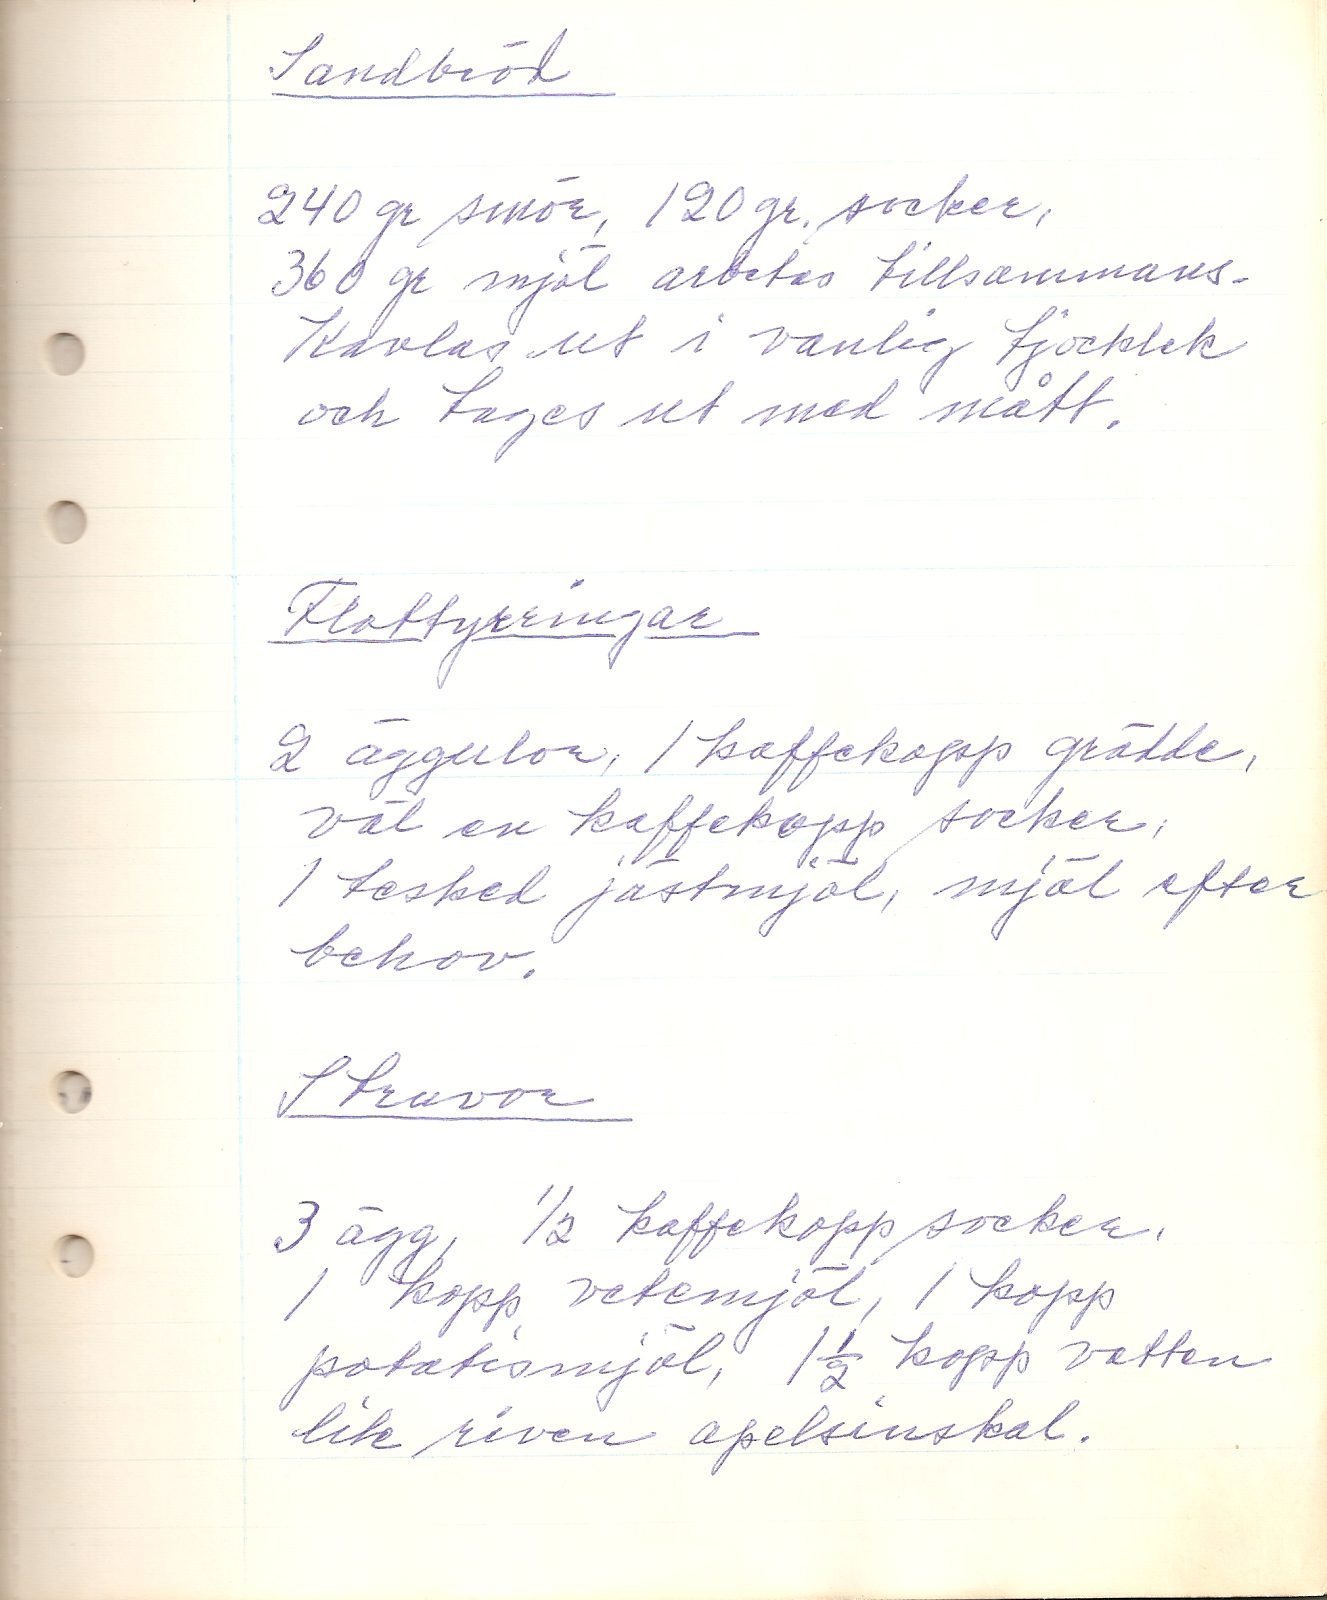 Sandbröd
240 gr smör, 120 gr. socker,
360 gr mjöl arbetas tillsammans.
Kavlas ut i vanlig tjocklek
och tages ut med mått.
Flottyrringar
2 äggulor, 1 kaffekopp grädde,
väl en kaffekopp socker,
1 tesked jästmjöl, mjöl efter
behov.
Struvor
3 ägg, 1/2 kaffekopp socker,
1 kopp vetemjöl, 1 kopp
potatismjöl, 1 1/2 kopp vatten
lite riven apelsinskal.